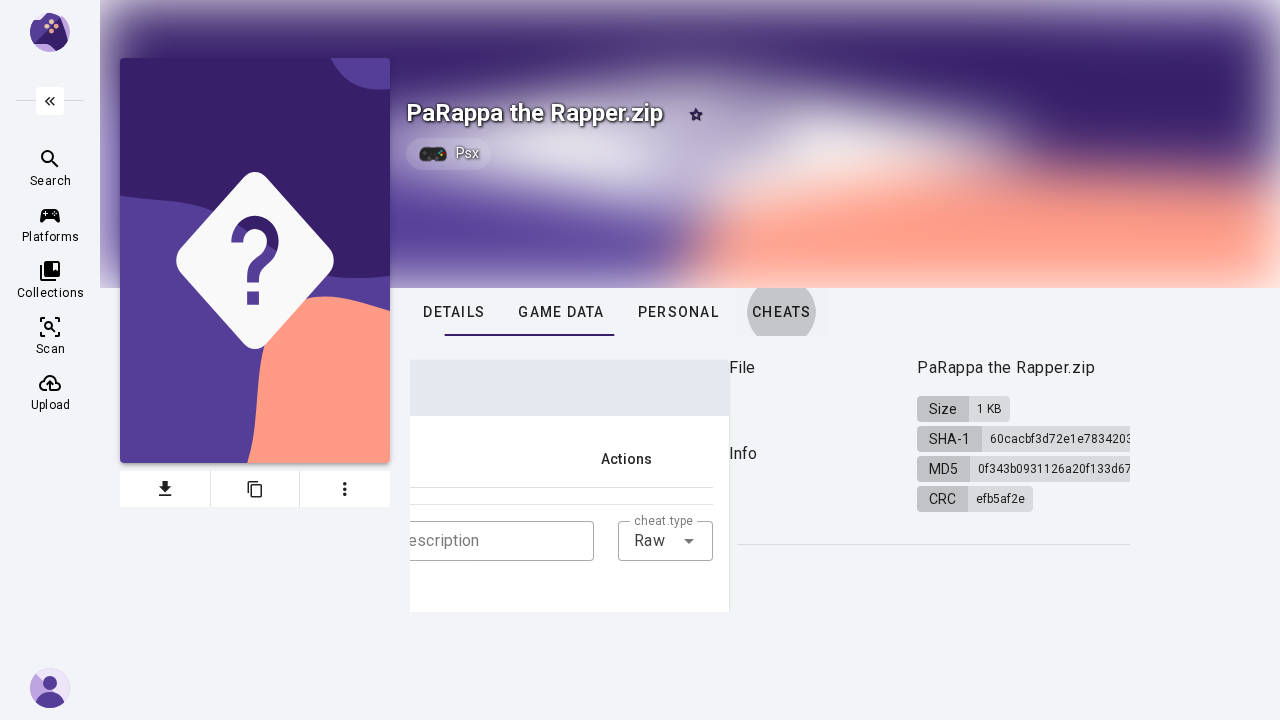 PaRappa the Rapper.zip
Psx
Search
Platforms
Collections
Scan
Upload
DETAILS
GAME DATA
PERSONAL
CHEATS
File
PaRappa the Rapper.zip
Info
Size
1 KB
SHA-1
60cacbf3d72e1e7834203
MD5
0f343b0931126a20f133d67
CRC
efb5af2e
Actions
escription
cheat.type
Raw